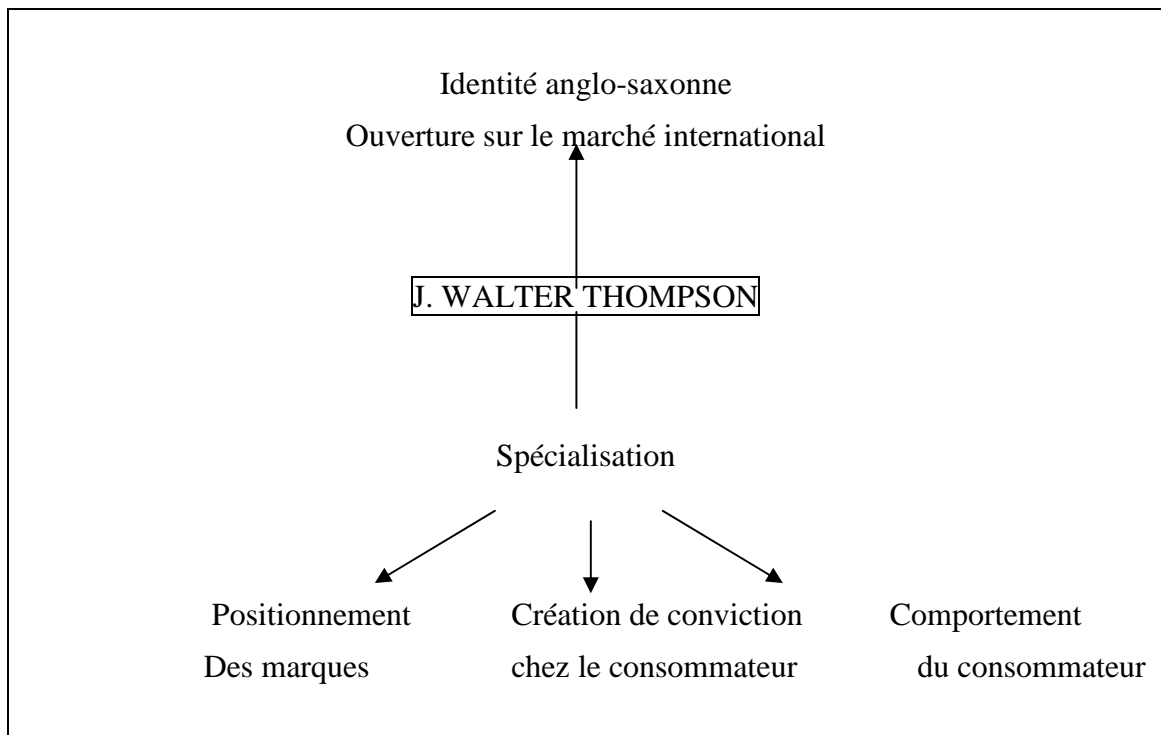 Identité anglo-saxonne
Ouverture sur le marché international
J. WALTER THOMPSON
Spécialisation
Positionnement
Des marques
Création de conviction
chez le consommateur
Comportement
du consommateur